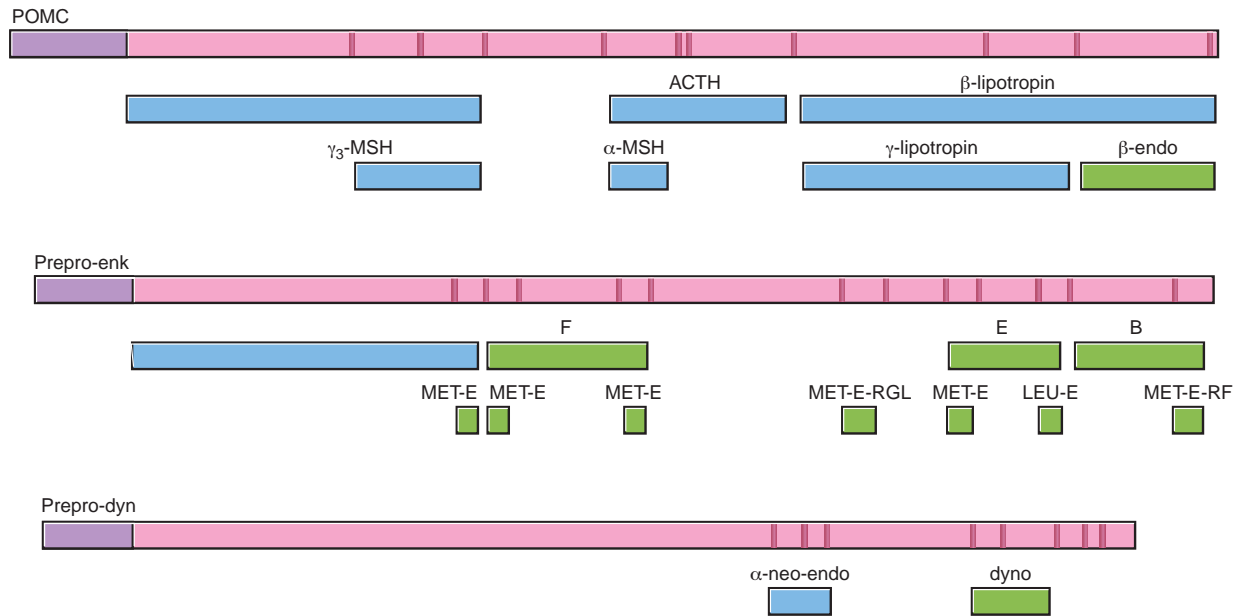 POMC
ACTH β-lipotropin
γ₃-MSH α-MSH γ-lipotropin β-endo
Prepro-enk
F E B
MET-E MET-E MET-E MET-E-RGL MET-E LEU-E MET-E-RF
Prepro-dyn
α-neo-endo dyno